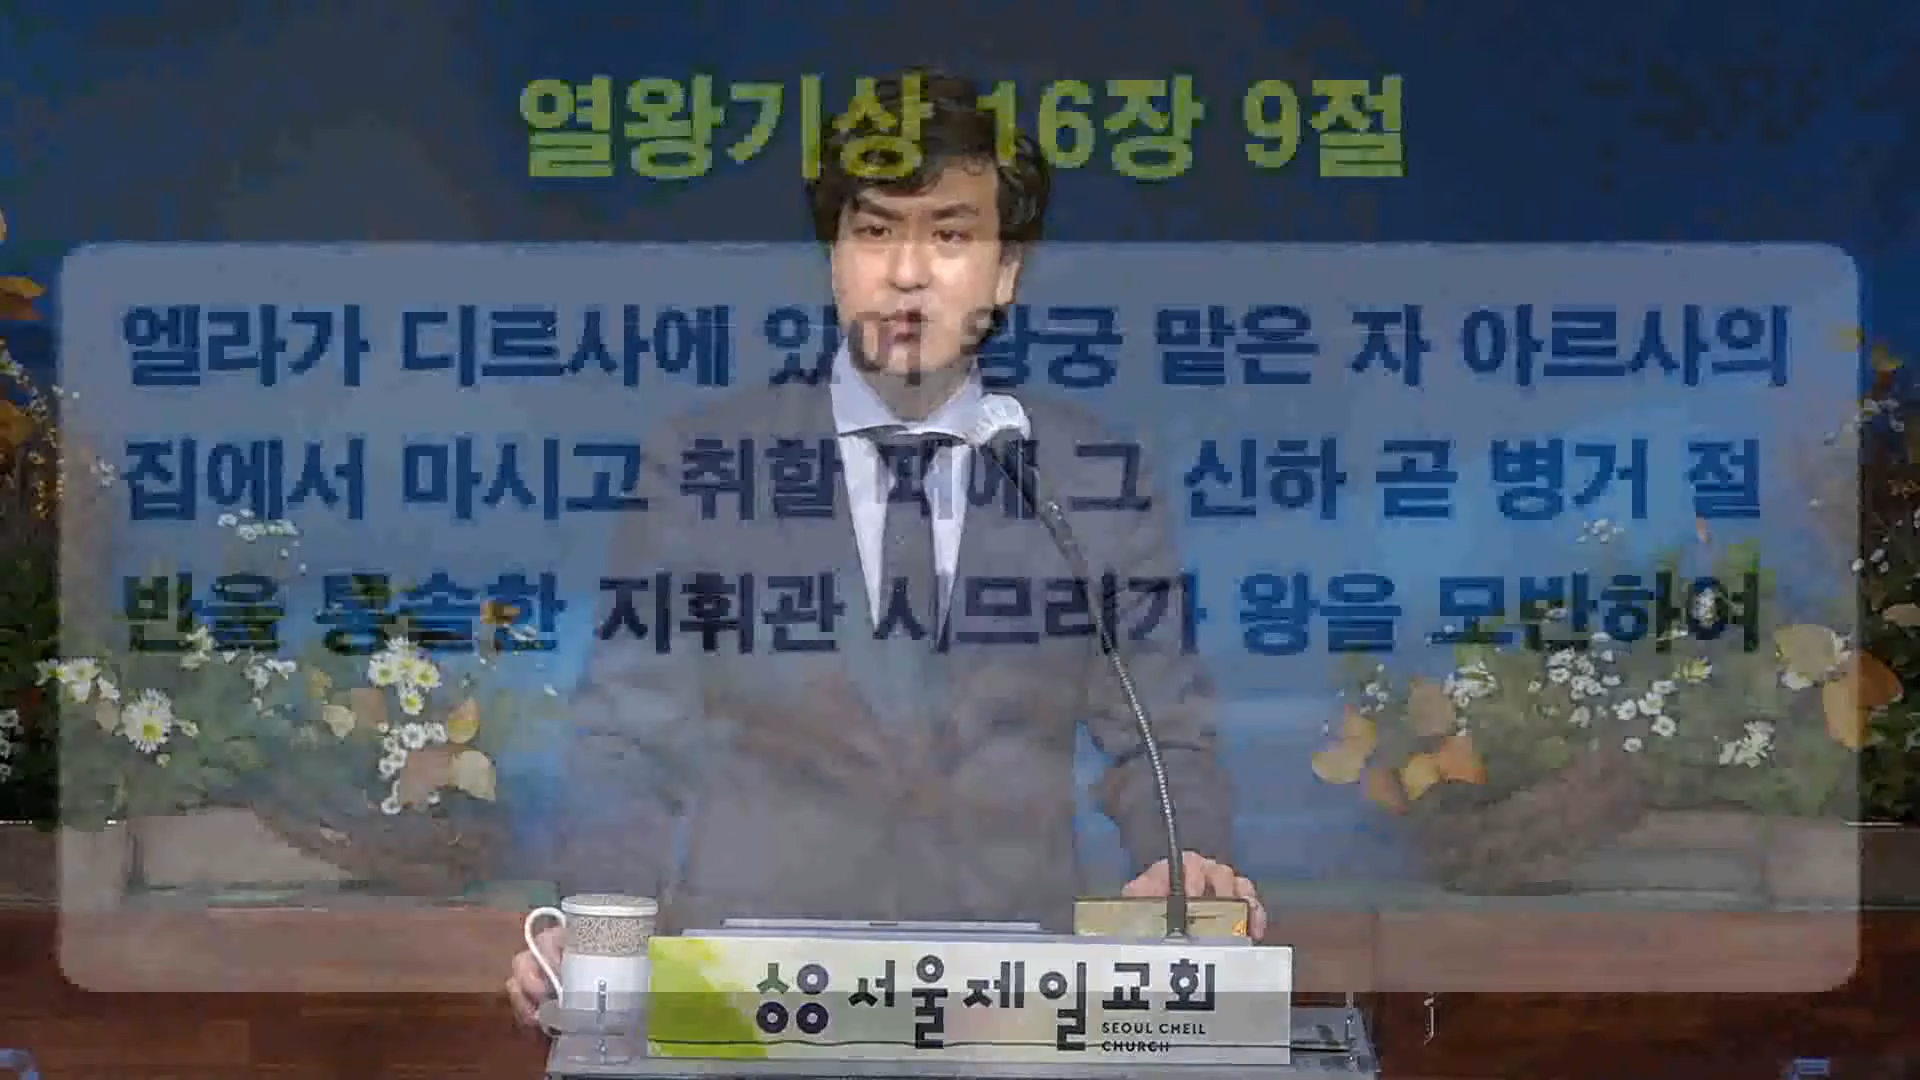 열왕기상 16장 9절
엘라가 디르사에 있어 왕궁 맡은 자 아르사의
집에서 마시고 취할 때에 그 신하 곧 병거 절
반을 통솔한 지휘관 시므리가 왕을 모반하여
서울제일교회
SEOUL CHEIL
CHURCH